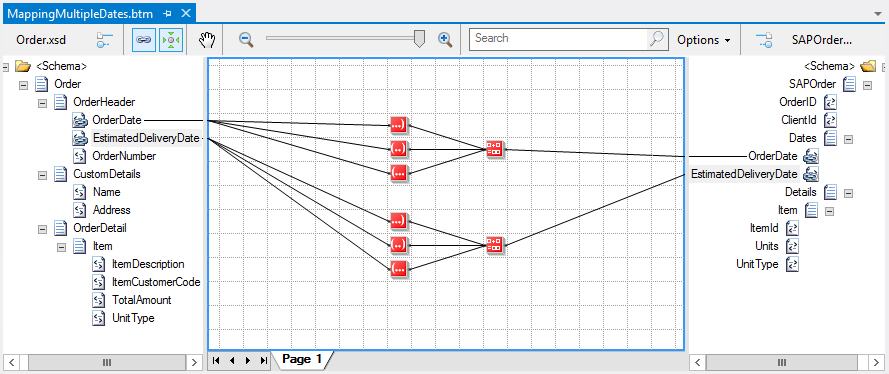 MappingMultipleDates.btm
Order.xsd
Search
Options
SAPOrder...
<Schema>
Order
OrderHeader
OrderDate
EstimatedDeliveryDate
OrderNumber
CustomDetails
Name
Address
OrderDetail
Item
ItemDescription
ItemCustomerCode
TotalAmount
UnitType
Page 1
<Schema>
SAPOrder
OrderID
ClientId
Dates
OrderDate
EstimatedDeliveryDate
Details
Item
ItemId
Units
UnitType